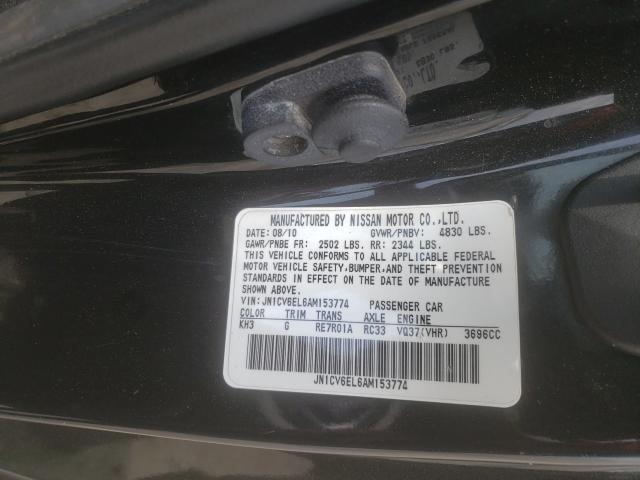 MANUFACTURED BY NISSAN MOTOR CO.,LTD.
DATE: 08/10 GVWR/PNBV: 4830 LBS.
GAWR/PNBE FR: 2502 LBS. RR: 2344 LBS.
THIS VEHICLE CONFORMS TO ALL APPLICABLE FEDERAL
MOTOR VEHICLE SAFETY,BUMPER,AND THEFT PREVENTION
STANDARDS IN EFFECT ON THE DATE OF MANUFACTURE
SHOWN ABOVE.
VIN:JN1CV6EL6AM153774 PASSENGER CAR
COLOR TRIM TRANS AXLE ENGINE
KH3 G RE7R01A RC33 VQ37(VHR) 3696CC
JN1CV6EL6AM153774